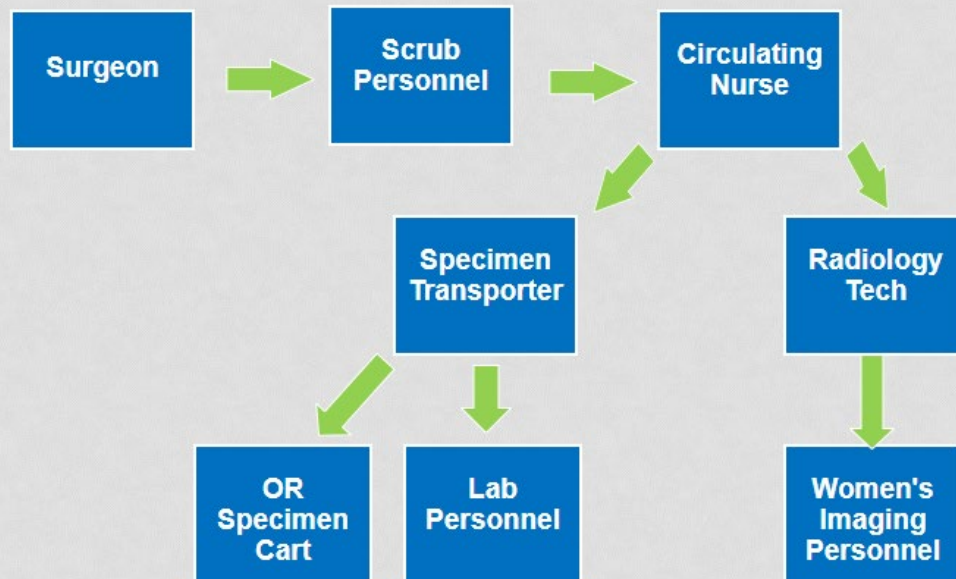 Surgeon
Scrub
Personnel
Circulating
Nurse
Specimen
Transporter
Radiology
Tech
OR
Specimen
Cart
Lab
Personnel
Women's
Imaging
Personnel